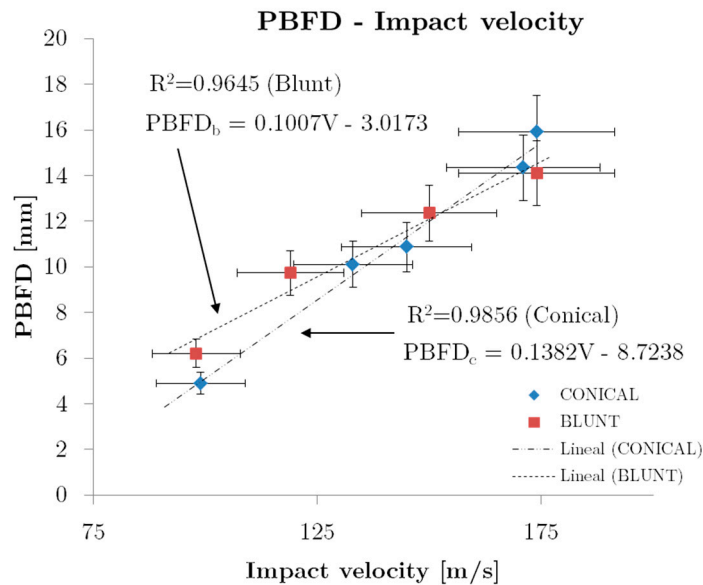 PBFD - Impact velocity
20
18
16
14
12
10
8
6
4
2
0
PBFD [mm]
R²=0.9645 (Blunt)
PBFD_b = 0.1007V - 3.0173
R²=0.9856 (Conical)
PBFD_c = 0.1382V - 8.7238
CONICAL
BLUNT
Lineal (CONICAL)
Lineal (BLUNT)
75
125
175
Impact velocity [m/s]